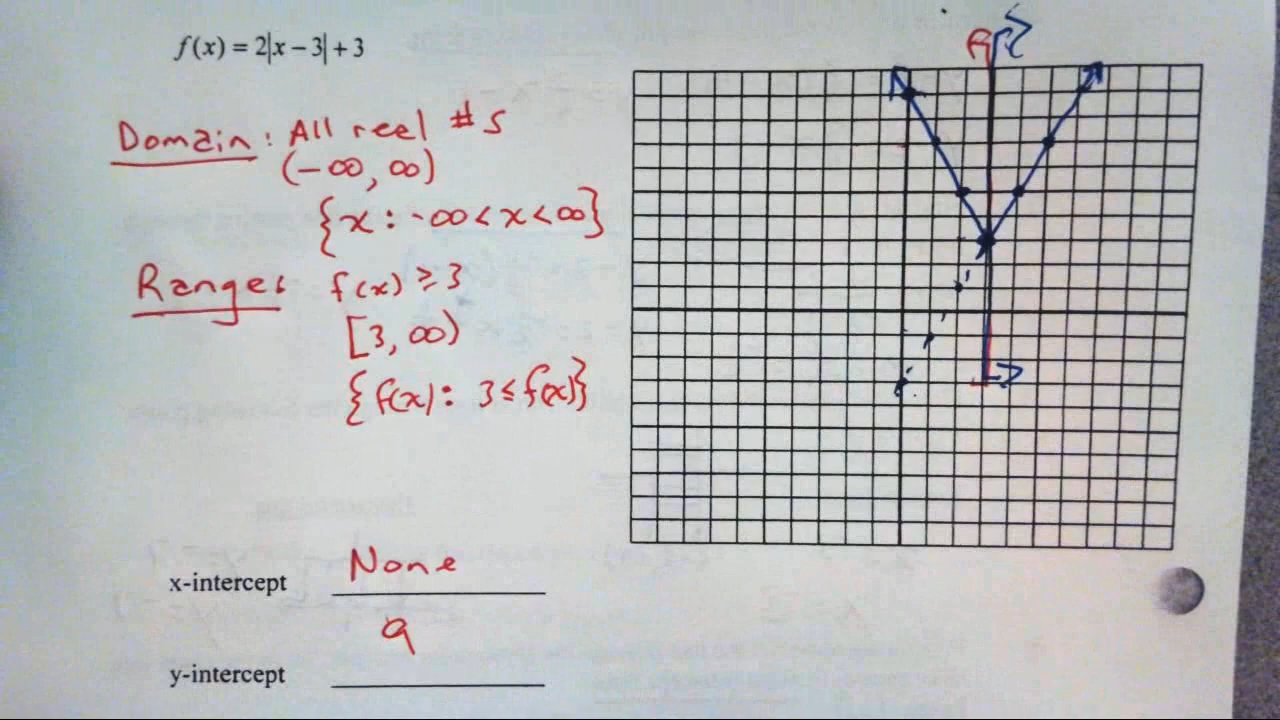 f(x) = 2|x − 3| + 3
Domain: All reel #s
(-∞, ∞)
{x: -∞ < x < ∞}
Range: f(x) ≥ 3
[3, ∞)
{f(x): 3 ≤ f(x)}
x-intercept None
y-intercept 9